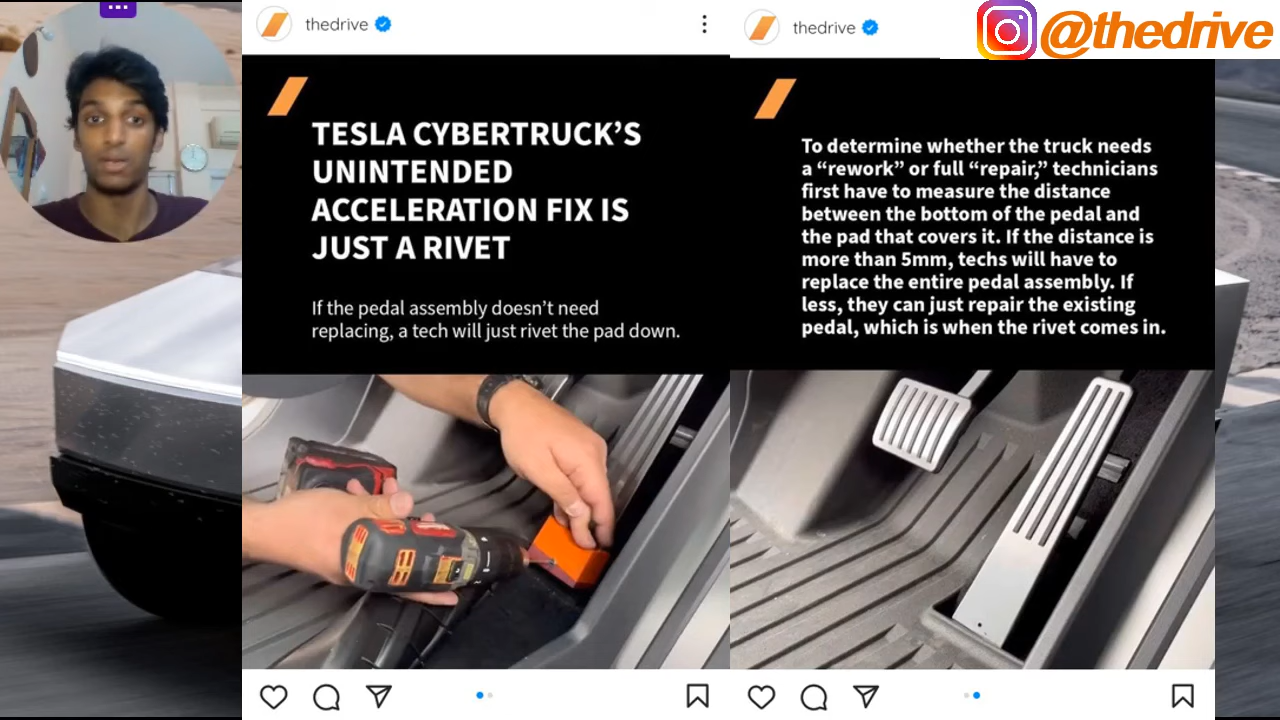 thedrive
TESLA CYBERTRUCK’S
UNINTENDED
ACCELERATION FIX IS
JUST A RIVET
If the pedal assembly doesn’t need
replacing, a tech will just rivet the pad down.
thedrive
@thedrive
To determine whether the truck needs
a “rework” or full “repair,” technicians
first have to measure the distance
between the bottom of the pedal and
the pad that covers it. If the distance is
more than 5mm, techs will have to
replace the entire pedal assembly. If
less, they can just repair the existing
pedal, which is when the rivet comes in.